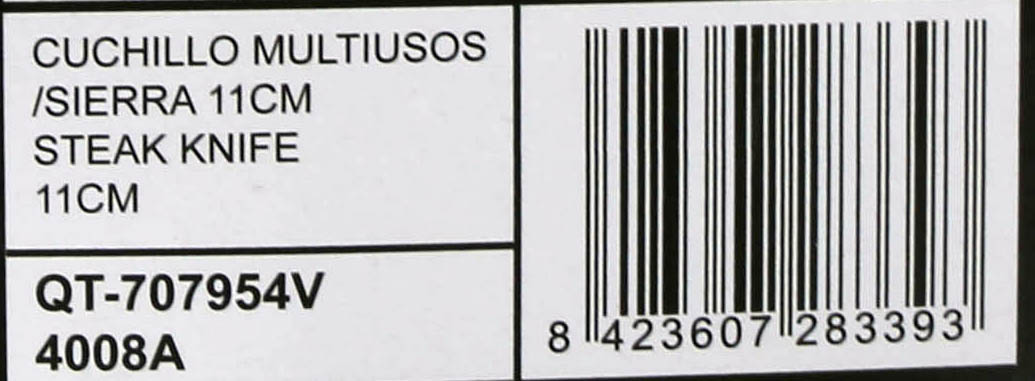 CUCHILLO MULTIUSOS
/SIERRA 11CM
STEAK KNIFE
11CM
QT-707954V
4008A
8 423607 283393